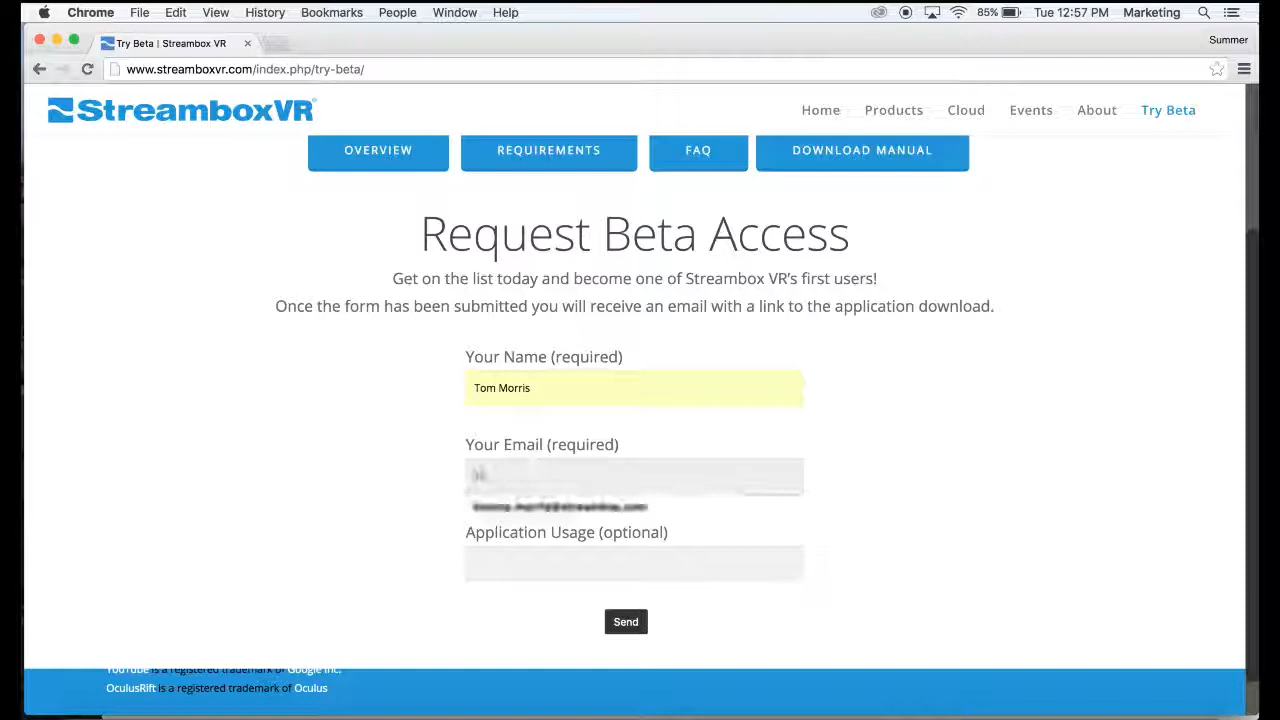 Chrome File Edit View History Bookmarks People Window Help 85% Tue 12:57 PM Marketing
Try Beta | Streambox VR Summer
www.streamboxvr.com/index.php/try-beta/
StreamboxVR Home Products Cloud Events About Try Beta
OVERVIEW REQUIREMENTS FAQ DOWNLOAD MANUAL
Request Beta Access
Get on the list today and become one of Streambox VR's first users!
Once the form has been submitted you will receive an email with a link to the application download.
Your Name (required)
Tom Morris
Your Email (required)
Application Usage (optional)
Send
YouTube is a registered trademark of Google Inc.
OculusRift is a registered trademark of Oculus